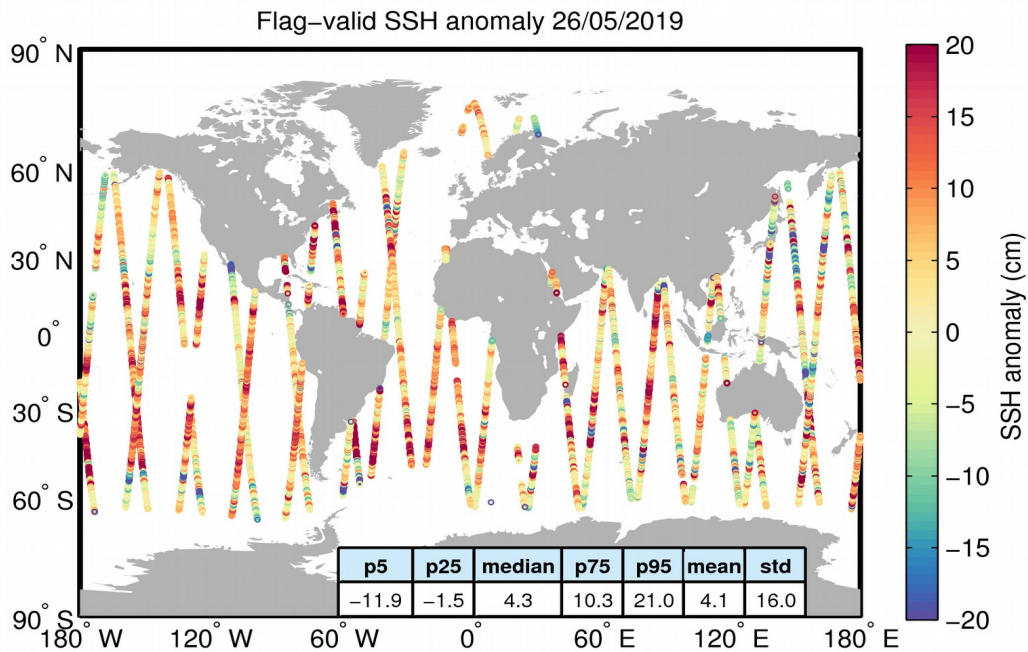 Flag−valid SSH anomaly 26/05/2019
90° N
60° N
30° N
0°
30° S
60° S
90° S
180° W
120° W
60° W
0°
60° E
120° E
180° E
p5 p25 median p75 p95 mean std
−11.9 −1.5 4.3 10.3 21.0 4.1 16.0
20
15
10
5
0
−5
−10
−15
−20
SSH anomaly (cm)